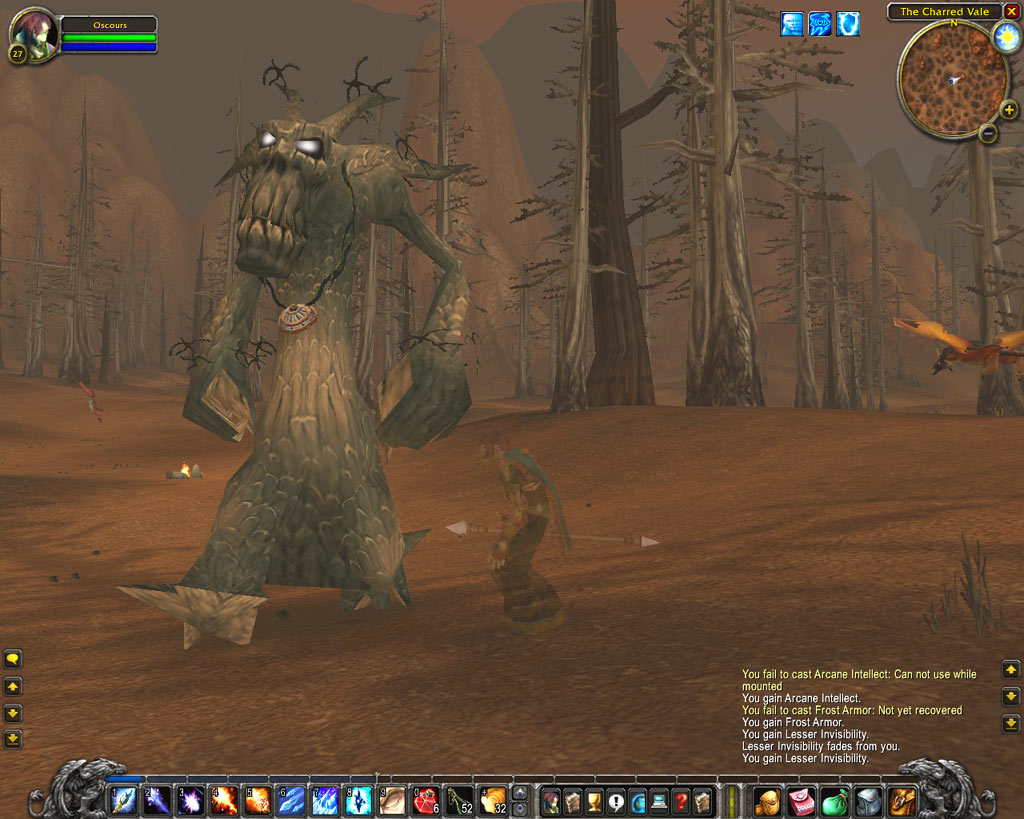 Oscours
27
The Charred Vale
N
You fail to cast Arcane Intellect: Can not use while
mounted
You gain Arcane Intellect.
You fail to cast Frost Armor: Not yet recovered
You gain Frost Armor.
You gain Lesser Invisibility.
Lesser Invisibility fades from you.
You gain Lesser Invisibility.
1 2 3 4 5 6 7 8 9 0 - +
6 52 32